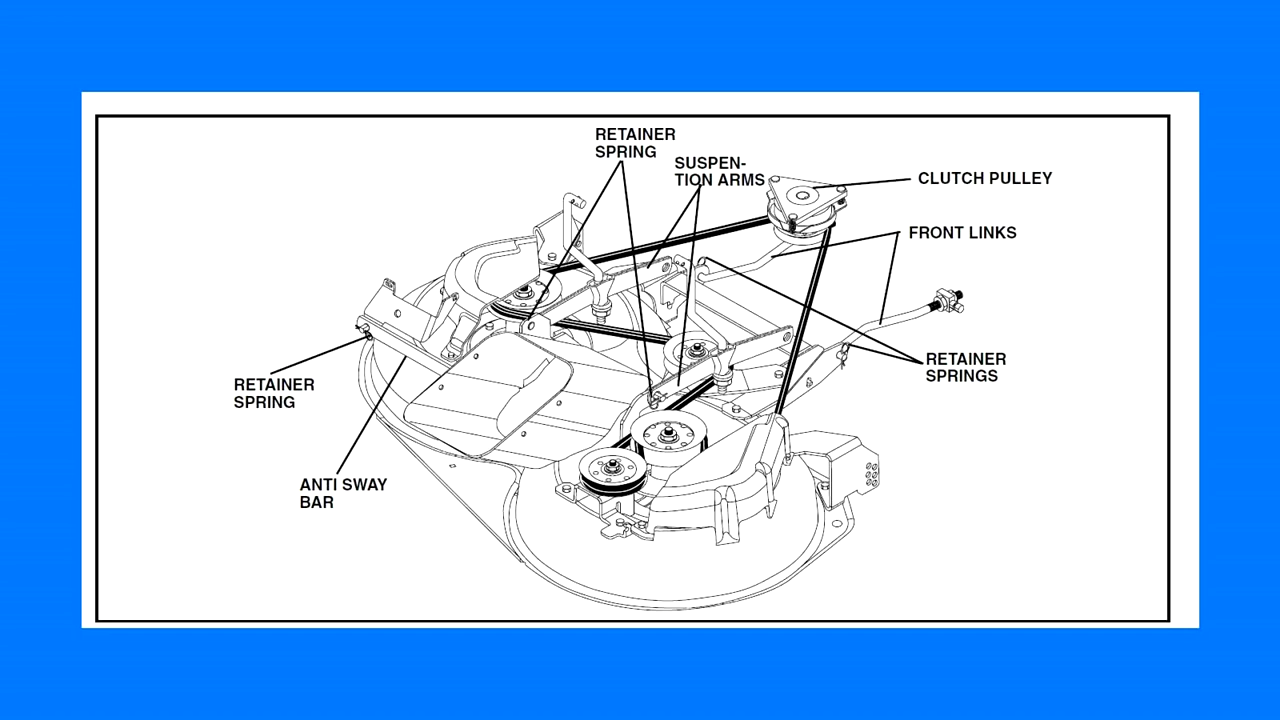 RETAINER
SPRING
SUSPEN-
TION ARMS
CLUTCH PULLEY
FRONT LINKS
RETAINER
SPRINGS
RETAINER
SPRING
ANTI SWAY
BAR